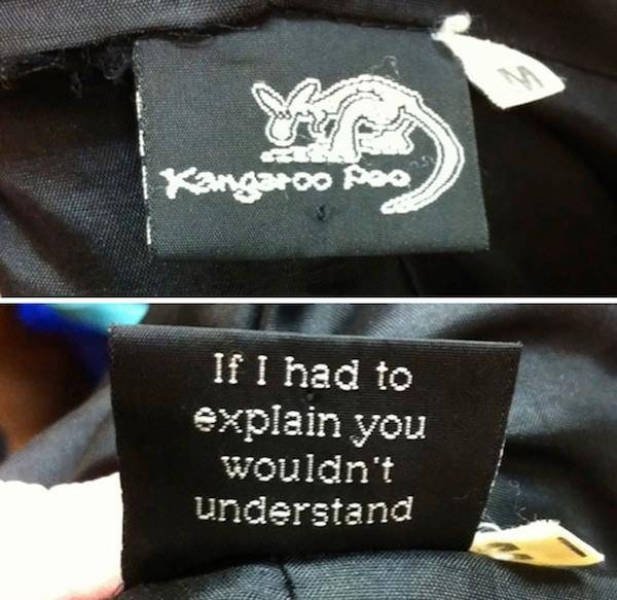 M
Kangaroo Poo
If I had to
explain you
wouldn't
understand